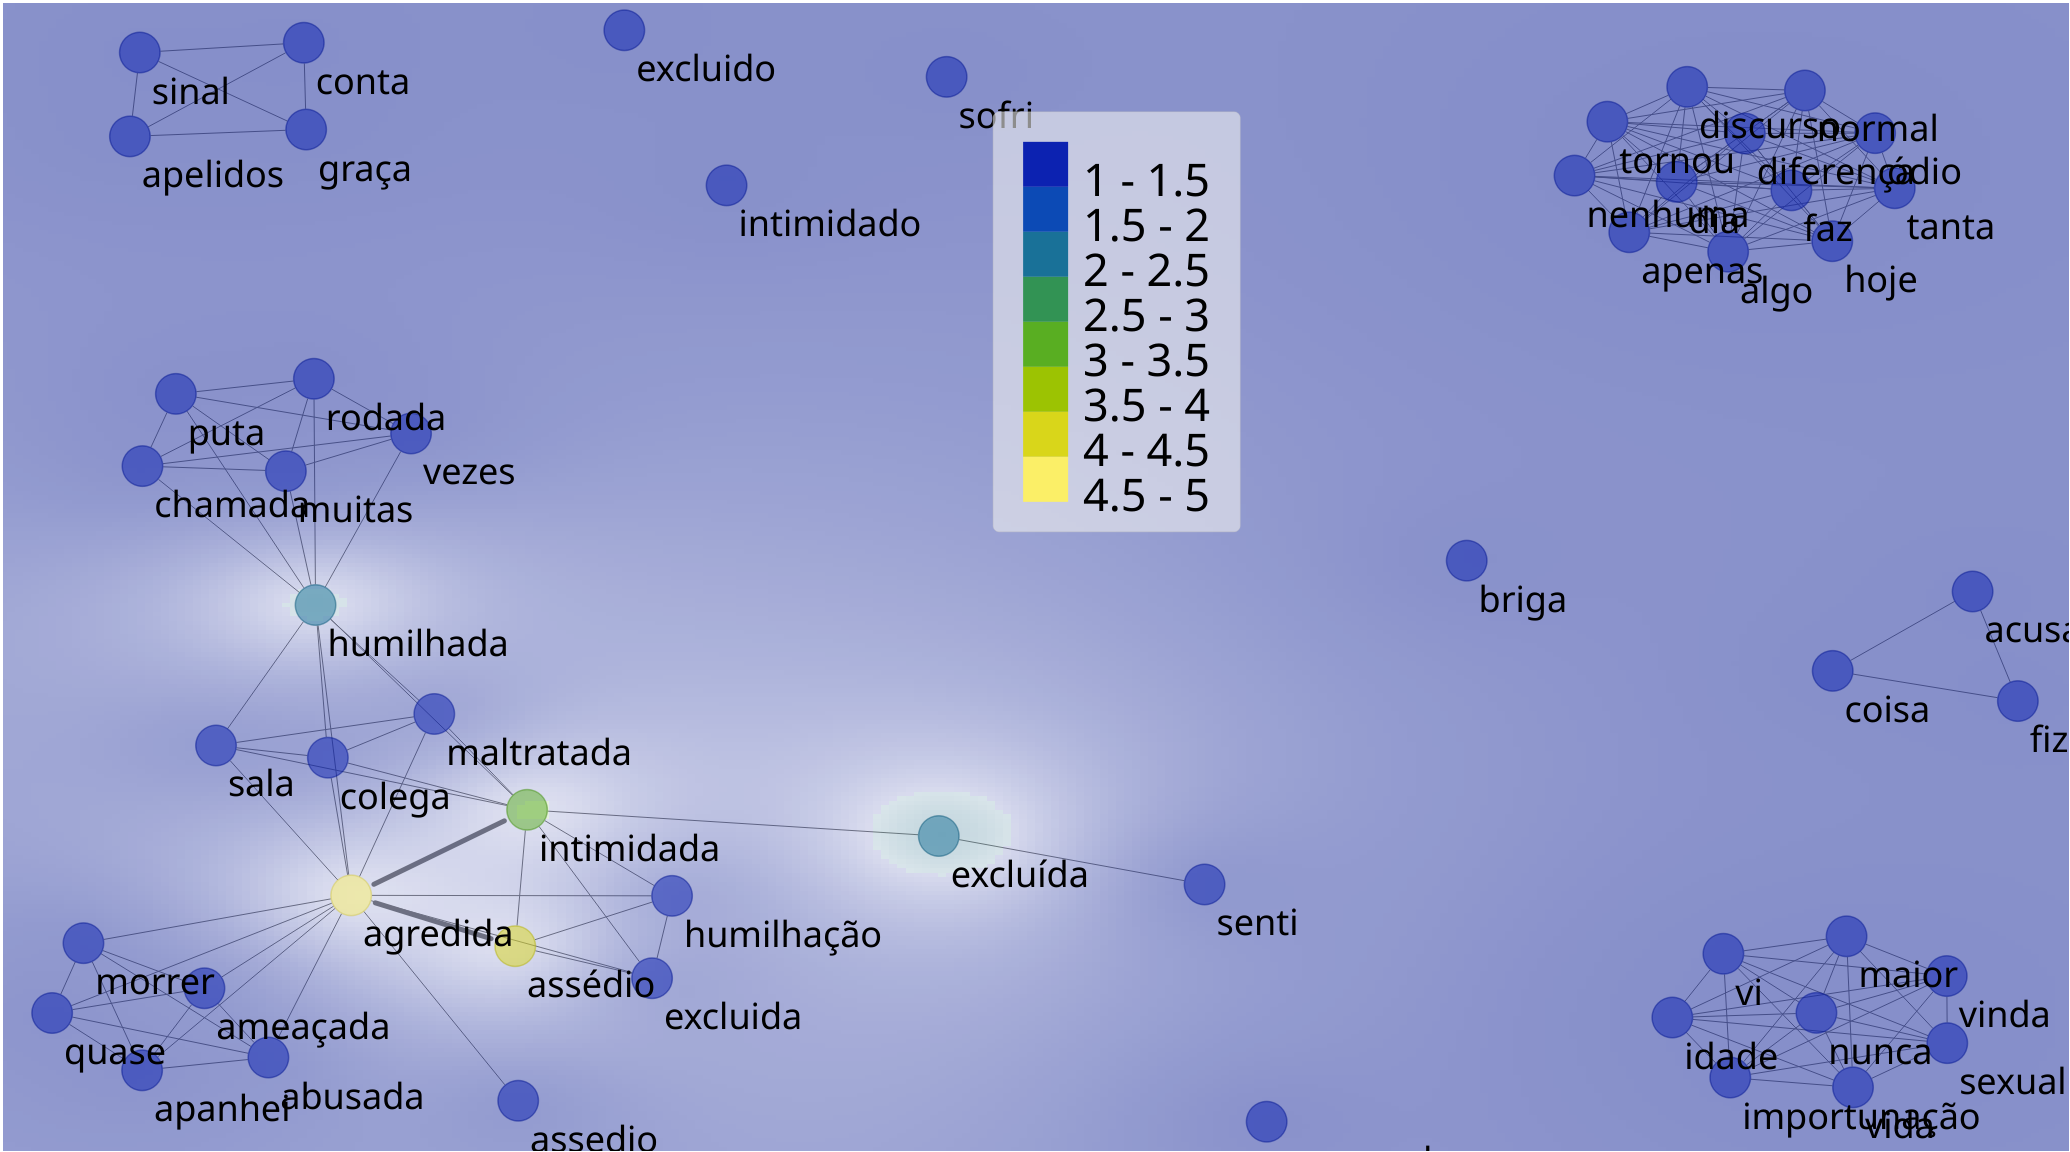 excluido
conta
sinal
sofri
discurso
normal
tornou
diferença
ódio
apelidos
graça
nenhuma
dia
faz
tanta
intimidado
apenas
algo
hoje
1 - 1.5
1.5 - 2
2 - 2.5
2.5 - 3
3 - 3.5
3.5 - 4
4 - 4.5
4.5 - 5
rodada
puta
vezes
chamada
muitas
briga
humilhada
acusa
coisa
fiz
maltratada
sala
colega
intimidada
excluída
senti
agredida
humilhação
assédio
excluida
morrer
ameaçada
quase
apanhei
abusada
assedio
maior
vi
vinda
idade
nunca
sexual
importunação
vida